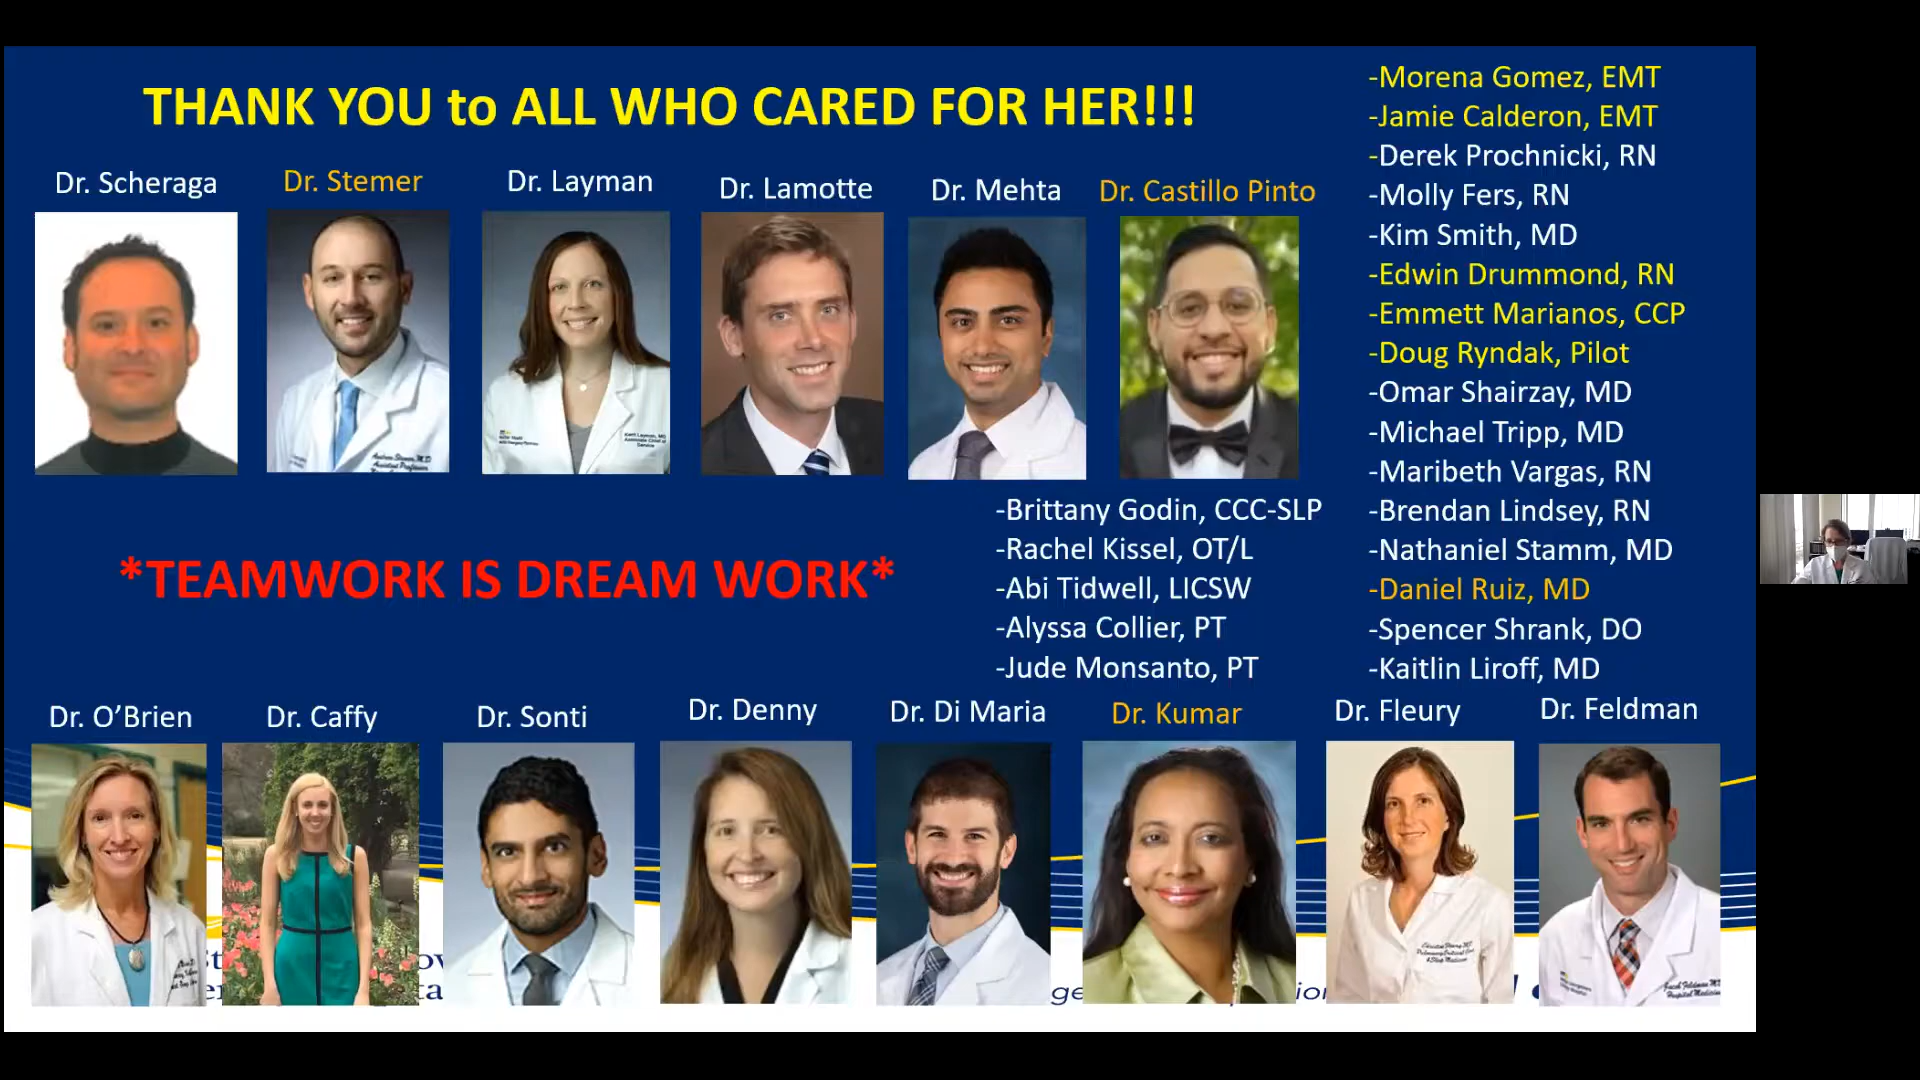 THANK YOU to ALL WHO CARED FOR HER!!!
Dr. Scheraga
Dr. Stemer
Dr. Layman
Dr. Lamotte
Dr. Mehta
Dr. Castillo Pinto
-Morena Gomez, EMT
-Jamie Calderon, EMT
-Derek Prochnicki, RN
-Molly Fers, RN
-Kim Smith, MD
-Edwin Drummond, RN
-Emmett Marianos, CCP
-Doug Ryndak, Pilot
-Omar Shairzay, MD
-Michael Tripp, MD
-Maribeth Vargas, RN
-Brendan Lindsey, RN
-Nathaniel Stamm, MD
-Daniel Ruiz, MD
-Spencer Shrank, DO
-Kaitlin Liroff, MD
*TEAMWORK IS DREAM WORK*
-Brittany Godin, CCC-SLP
-Rachel Kissel, OT/L
-Abi Tidwell, LICSW
-Alyssa Collier, PT
-Jude Monsanto, PT
Dr. O’Brien
Dr. Caffy
Dr. Sonti
Dr. Denny
Dr. Di Maria
Dr. Kumar
Dr. Fleury
Dr. Feldman